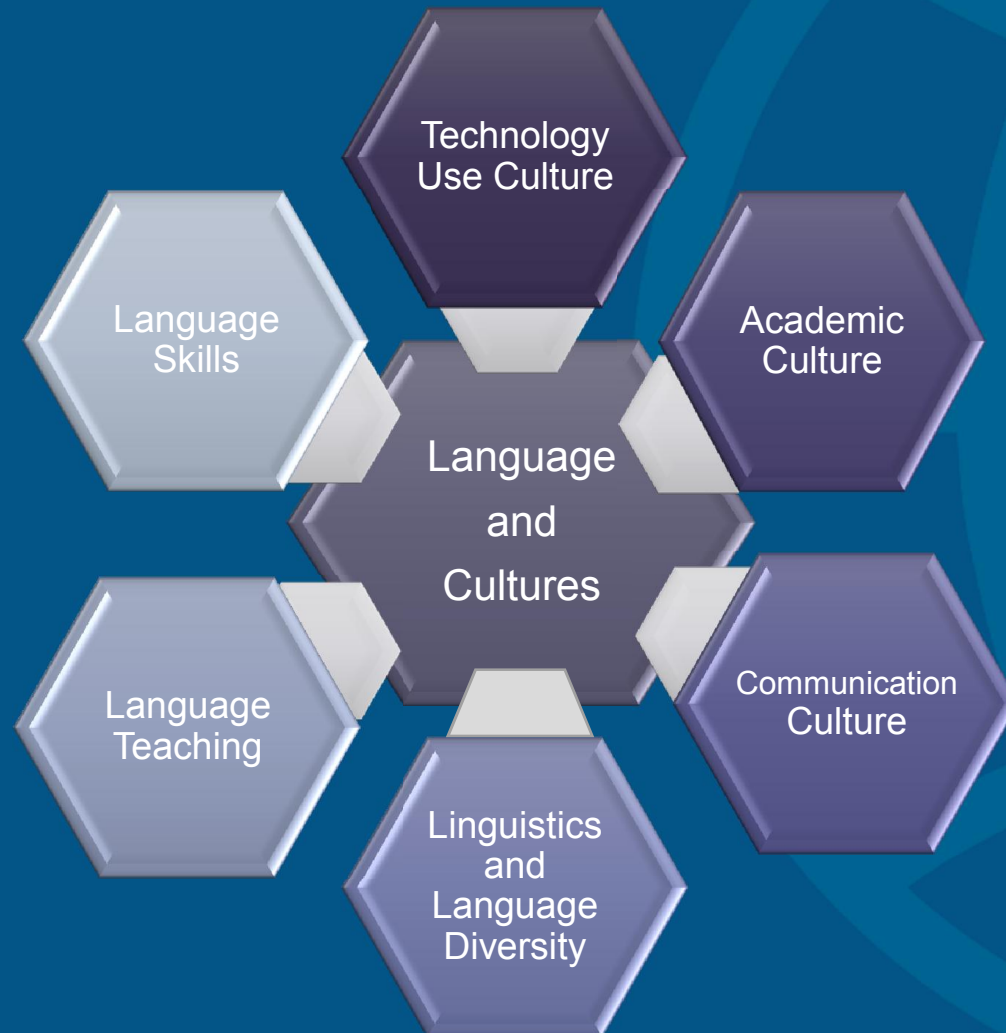 Technology
Use Culture
Language
Skills
Academic
Culture
Language
and
Cultures
Language
Teaching
Communication
Culture
Linguistics
and
Language
Diversity